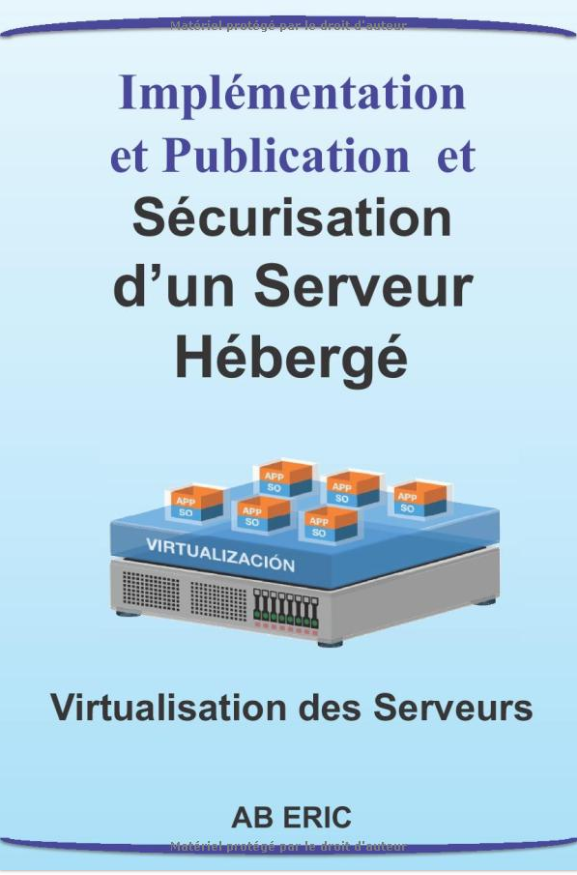 Matériel protégé par le droit d'auteur
Implémentation
et Publication et
Sécurisation
d'un Serveur
Hébergé
APP
SO
APP
SO
APP
SO
APP
SO
APP
SO
APP
SO
VIRTUALIZACIÓN
Virtualisation des Serveurs
AB ERIC
Matériel protégé par le droit d'auteur